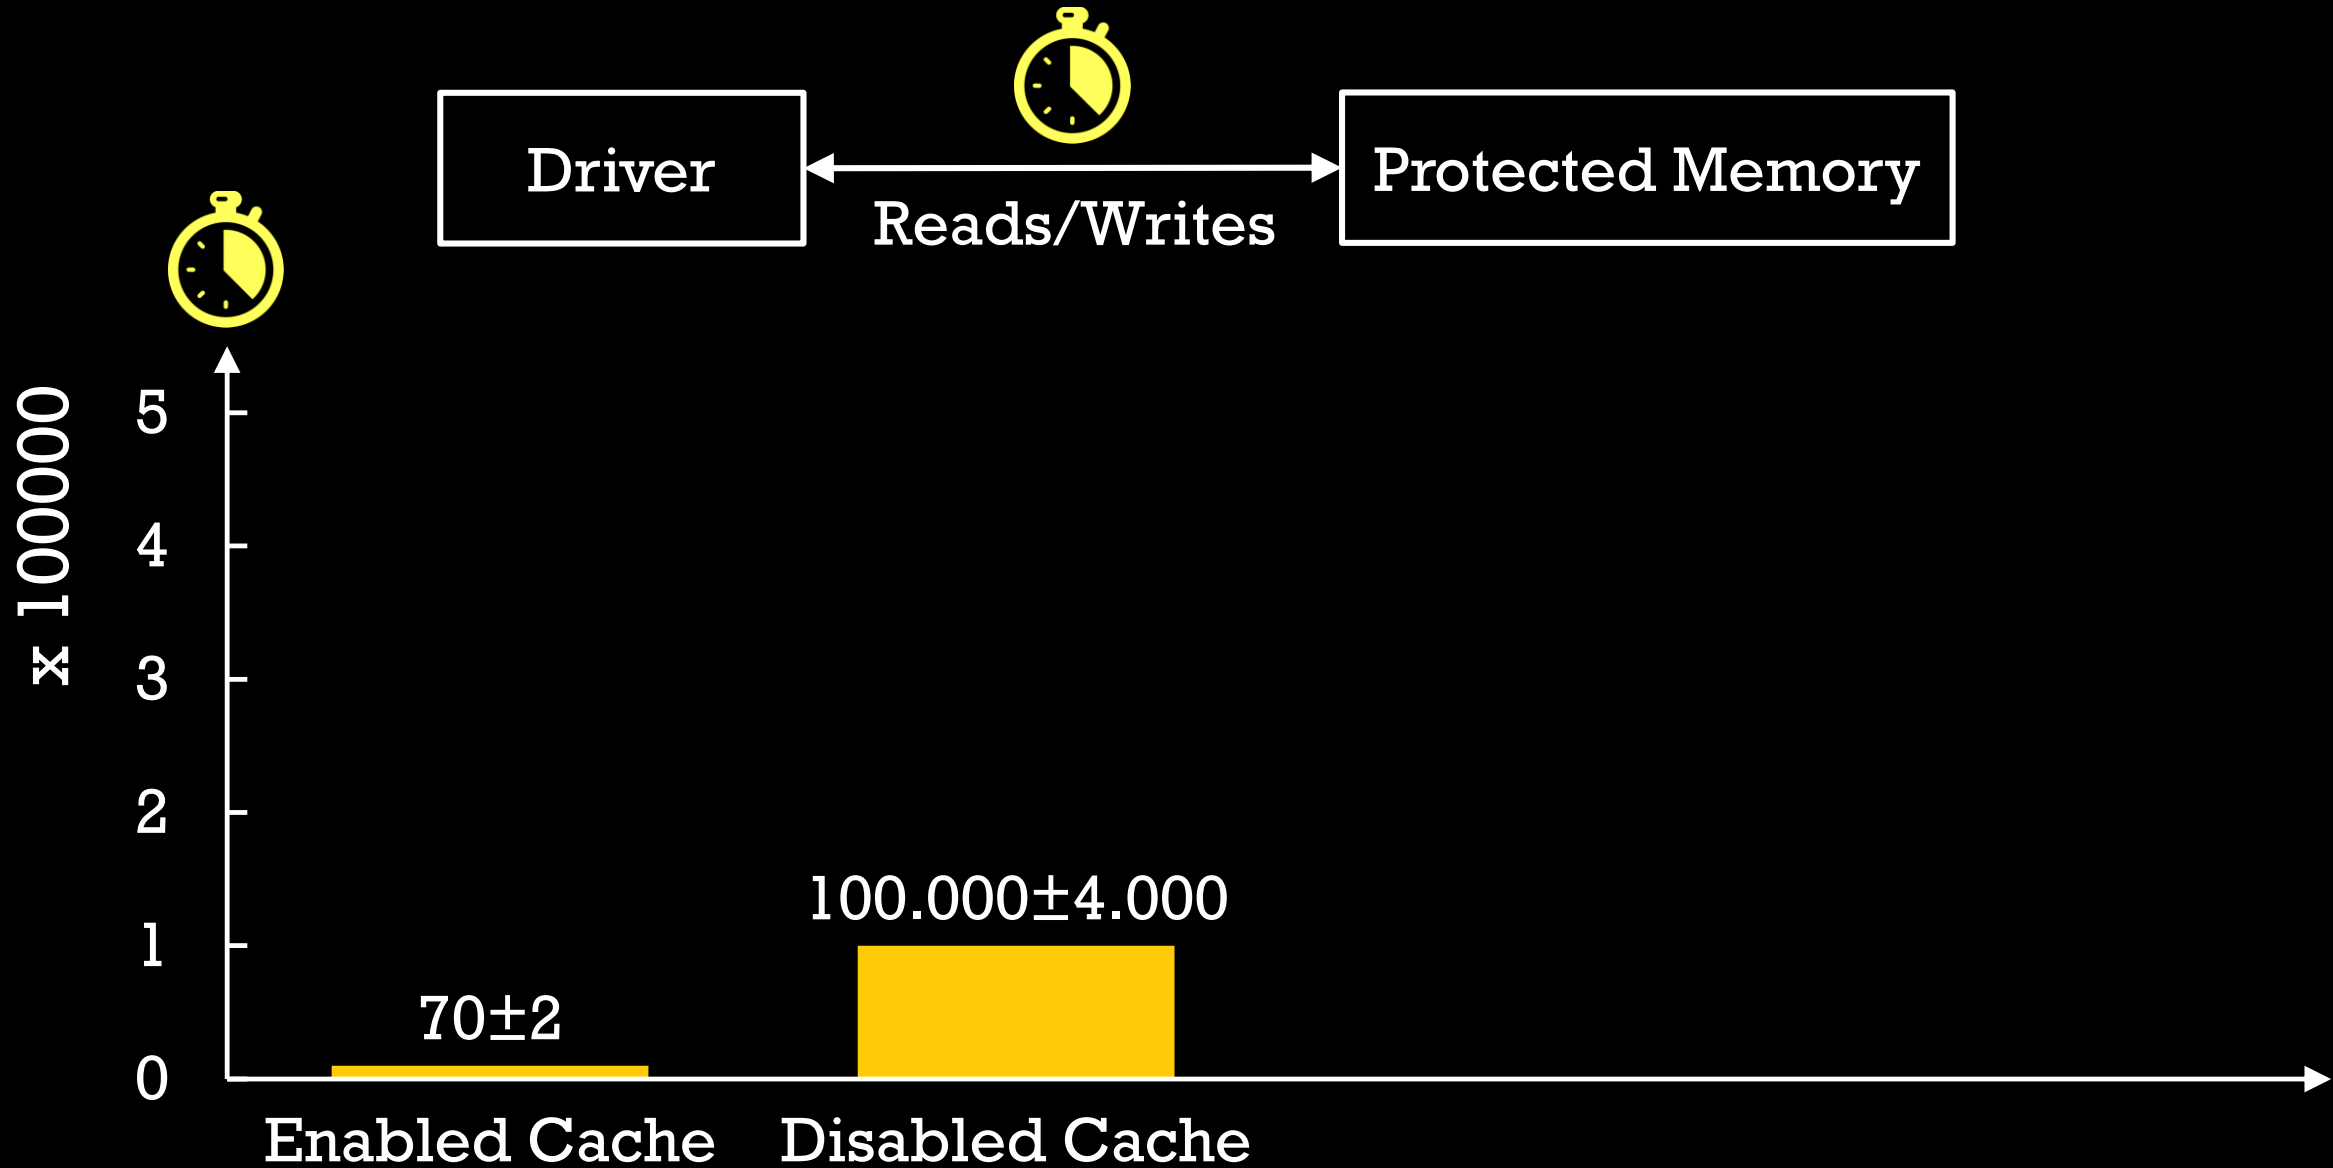 Driver
Protected Memory
Reads/Writes
x 100000
5
4
3
2
1
0
100.000±4.000
70±2
Enabled Cache
Disabled Cache